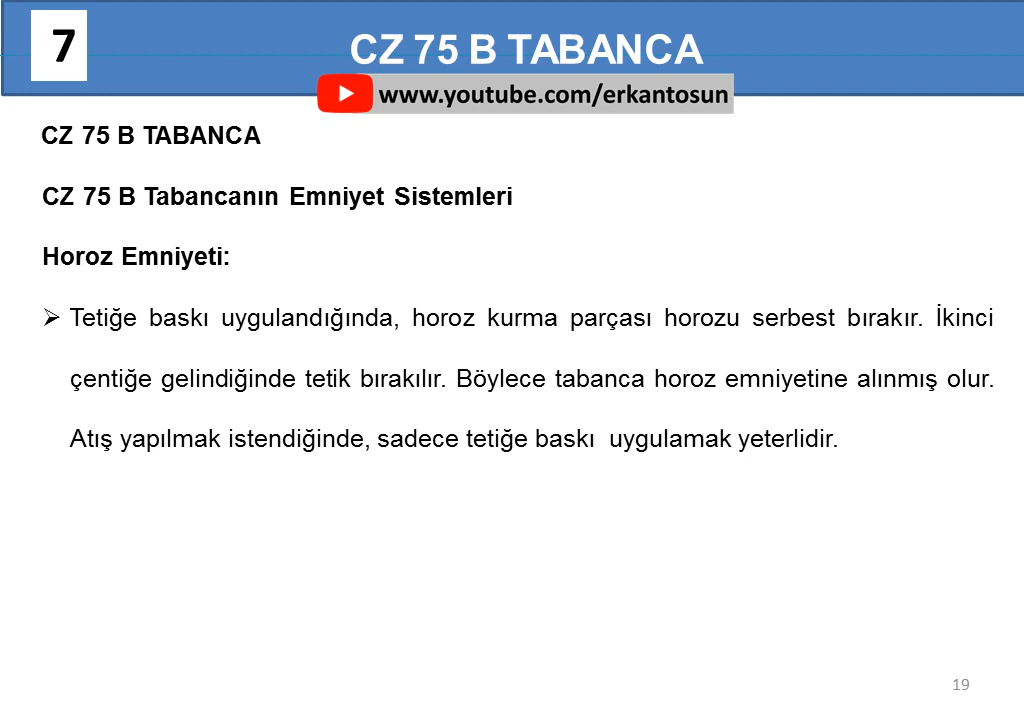 7
CZ 75 B TABANCA
www.youtube.com/erkantosun
CZ 75 B TABANCA
CZ 75 B Tabancanın Emniyet Sistemleri
Horoz Emniyeti:
➢ Tetiğe baskı uygulandığında, horoz kurma parçası horozu serbest bırakır. İkinci
çentiğe gelindiğinde tetik bırakılır. Böylece tabanca horoz emniyetine alınmış olur.
Atış yapılmak istendiğinde, sadece tetiğe baskı uygulamak yeterlidir.
19